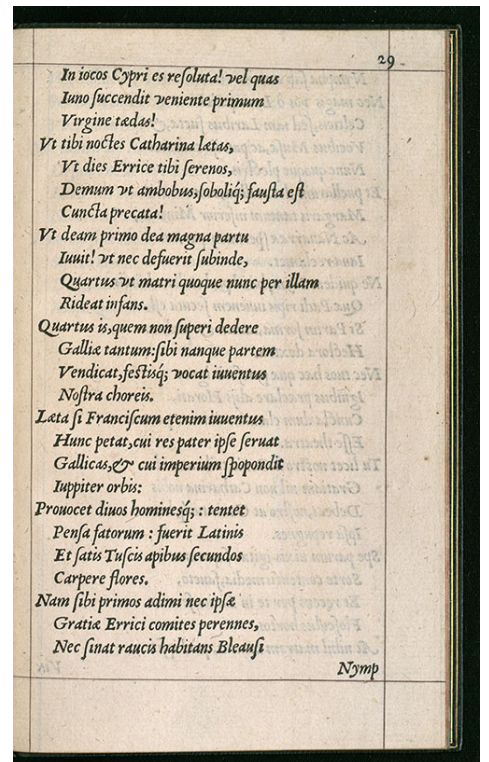 29
In iocos Cypri es reſoluta! vel quas
Iuno ſuccendit veniente primum
Virgine tædas!
Vt tibi noctes Catharina lætas,
Vt dies Errice tibi ſerenos,
Demum vt ambobus, ſoboliq́; fauſta eſt
Cuncta precata!
Vt deam primo dea magna partu
Iuuit! vt nec defuerit ſubinde,
Quartus vt matri quoque nunc per illam
Rideat infans.
Quartus is, quem non ſuperi dedere
Galliæ tantum: ſibi nanque partem
Vendicat, feſtiſq́; vocat iuuentus
Noſtra choreis.
Læta ſi Franciſcum etenim iuuentus
Hunc petat, cui res pater ipſe ſeruat
Gallicas, & cui imperium ſpopondit
Iuppiter orbis:
Prouocet diuos hominesq́; : tentet
Penſa fatorum : fuerit Latinis
Et ſatis Tuſcis apibus ſecundos
Carpere flores.
Nam ſibi primos adimi nec ipſæ
Gratiæ Errici comites perennes,
Nec ſinat raucis habitans Bleauſi
Nymp